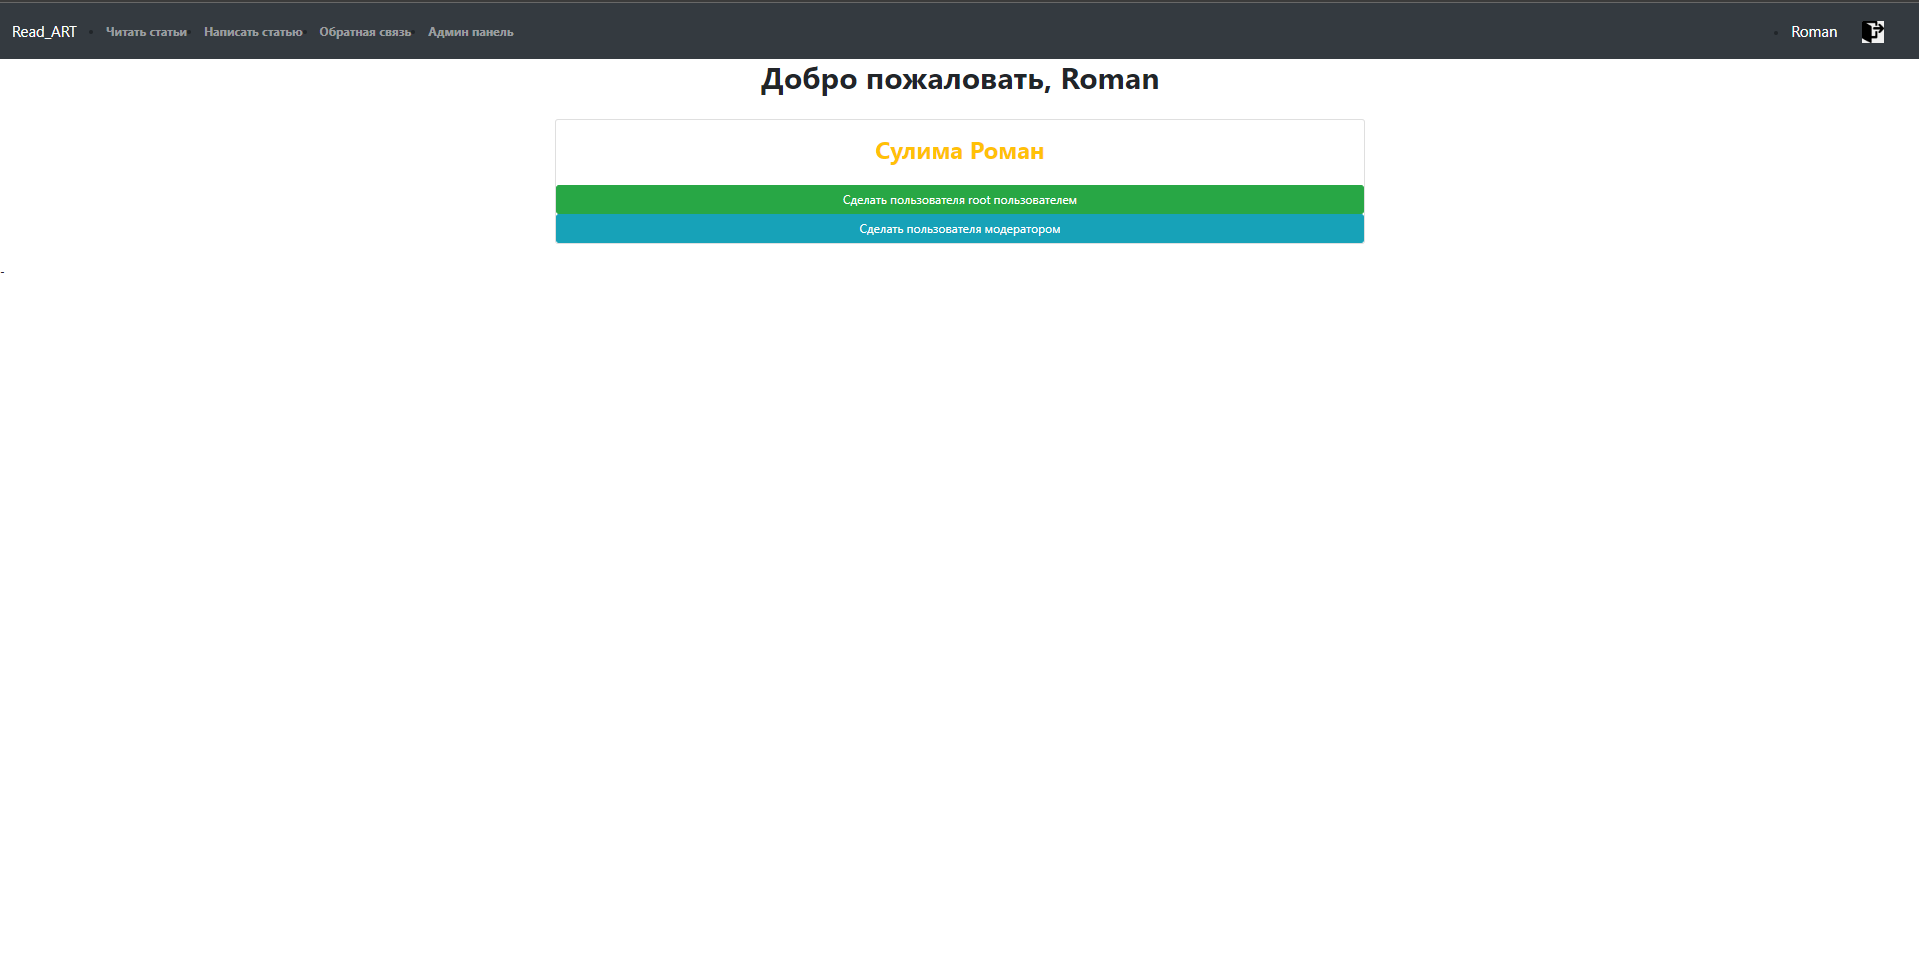 Read_ART Читать статьи Написать статью Обратная связь Админ панель Roman
Добро пожаловать, Roman
Сулима Роман
Сделать пользователя root пользователем
Сделать пользователя модератором
-